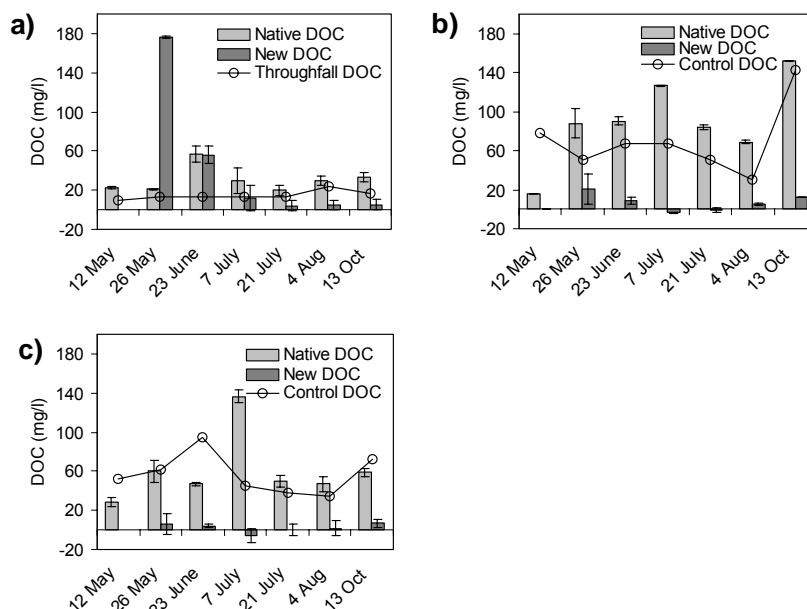 a)
180
140
100
60
20
-20
DOC (mg/l)
Native DOC
New DOC
Throughfall DOC
12 May
26 May
23 June
7 July
21 July
4 Aug
13 Oct
b)
180
140
100
60
20
-20
DOC (mg/l)
Native DOC
New DOC
Control DOC
12 May
26 May
23 June
7 July
21 July
4 Aug
13 Oct
c)
180
140
100
60
20
-20
DOC (mg/l)
Native DOC
New DOC
Control DOC
12 May
26 May
23 June
7 July
21 July
4 Aug
13 Oct